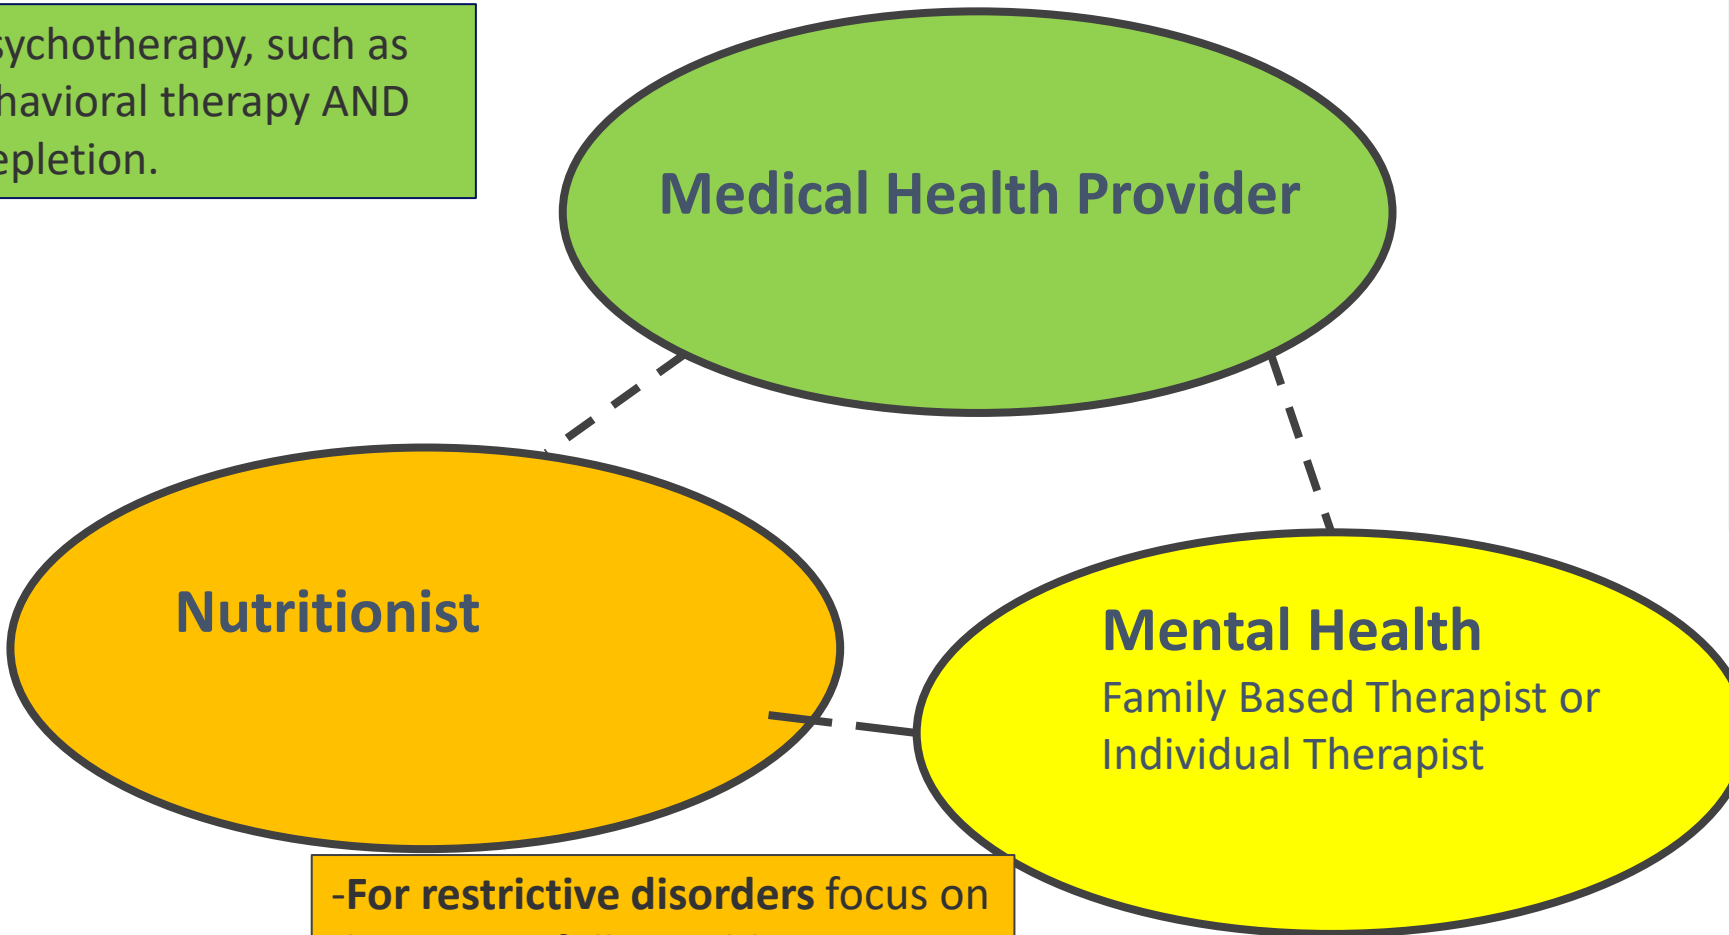 sychotherapy, such as
havioral therapy AND
epletion.
Medical Health Provider
Nutritionist
Mental Health
Family Based Therapist or
Individual Therapist
-For restrictive disorders focus on